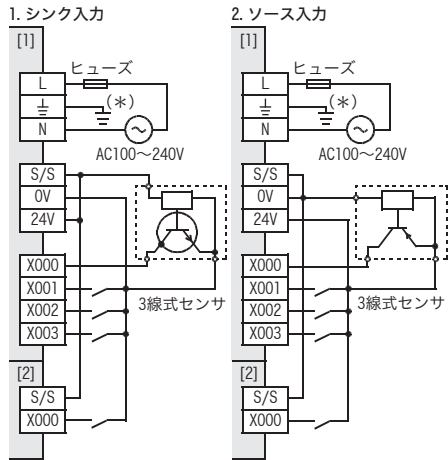 1. シンク入力
[1]
L
ヒューズ
(*)
N
AC100～240V
S/S
0V
24V
X000
X001
X002
X003
3線式センサ
[2]
S/S
X000
2. ソース入力
[1]
L
ヒューズ
(*)
N
AC100～240V
S/S
0V
24V
X000
X001
X002
X003
3線式センサ
[2]
S/S
X000